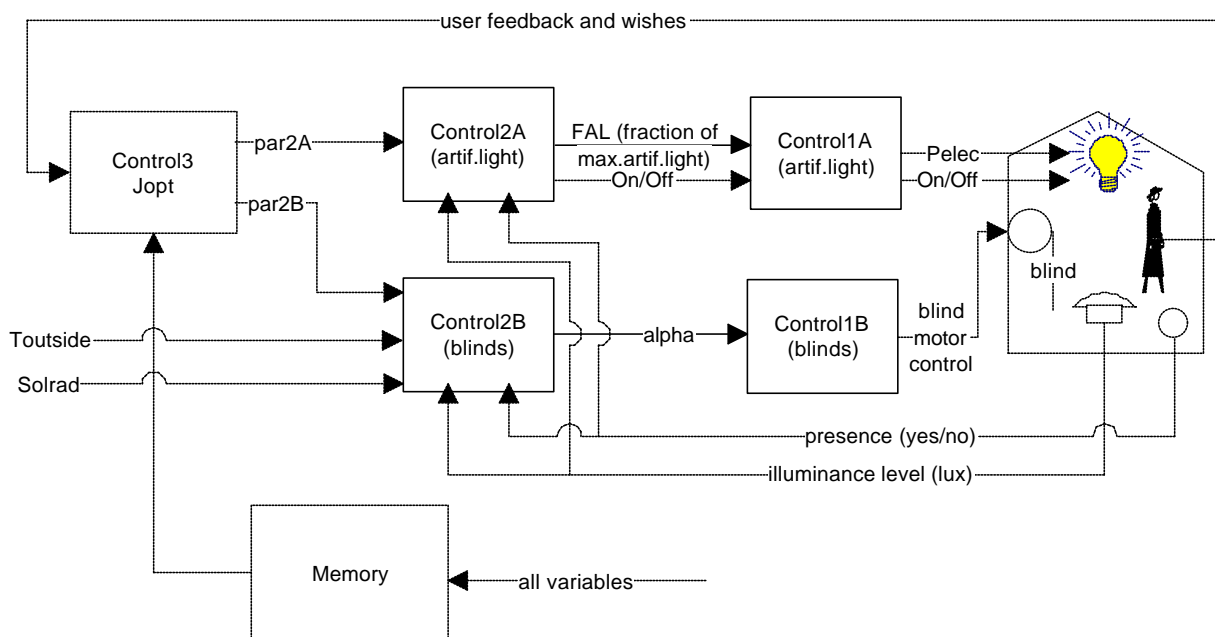 user feedback and wishes
Control3
Jopt
par2A
par2B
Control2A
(artif.light)
FAL (fraction of
max.artif.light)
On/Off
Control1A
(artif.light)
Pelec
On/Off
blind
Toutside
Solrad
Control2B
(blinds)
alpha
Control1B
(blinds)
blind
motor
control
presence (yes/no)
illuminance level (lux)
Memory
all variables